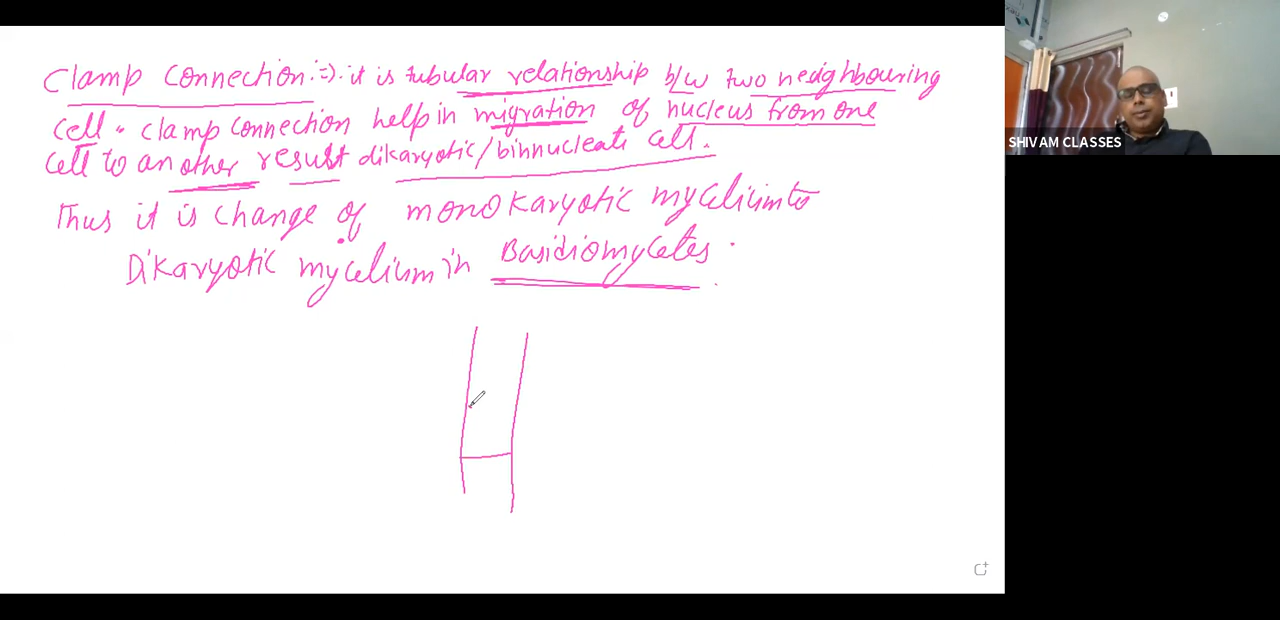 Clamp Connection :⇒. it is tubular relationship b/w two neighbouring
cell. clamp connection help in migration of nucleus from one
cell to another result dikaryotic/binnucleate cell.
Thus it is change of monokaryotic mycelium to
Dikaryotic mycelium in Basidiomycetes.
SHIVAM CLASSES